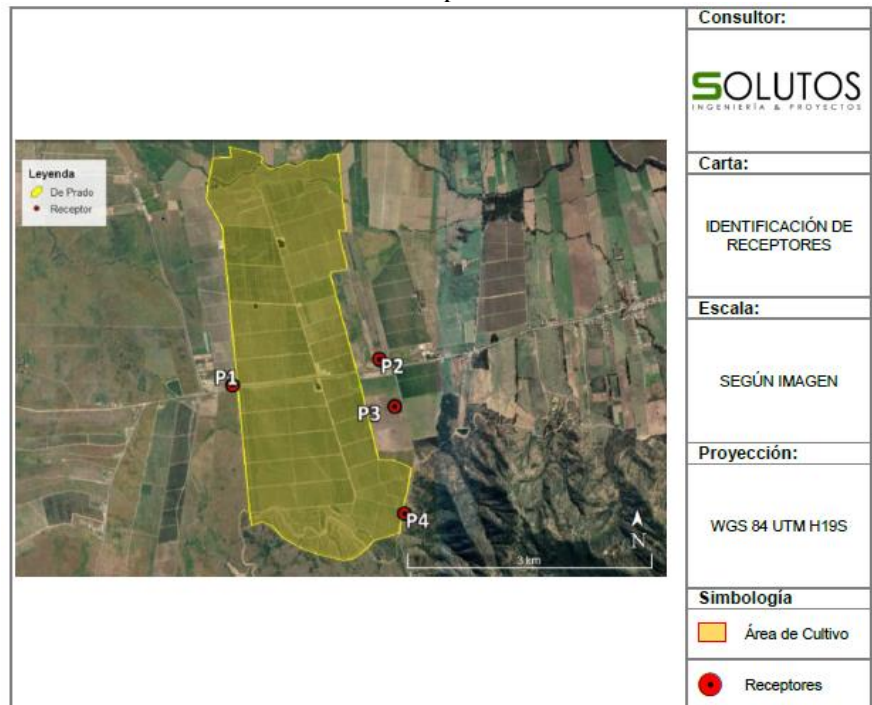 Consultor:
SOLUTOS
INGENIERÍA & PROYECTOS
Carta:
IDENTIFICACIÓN DE
RECEPTORES
Escala:
SEGÚN IMAGEN
Proyección:
WGS 84 UTM H19S
Simbología
Área de Cultivo
Receptores
Leyenda
De Prado
Receptor
P1
P2
P3
P4
N
3 km